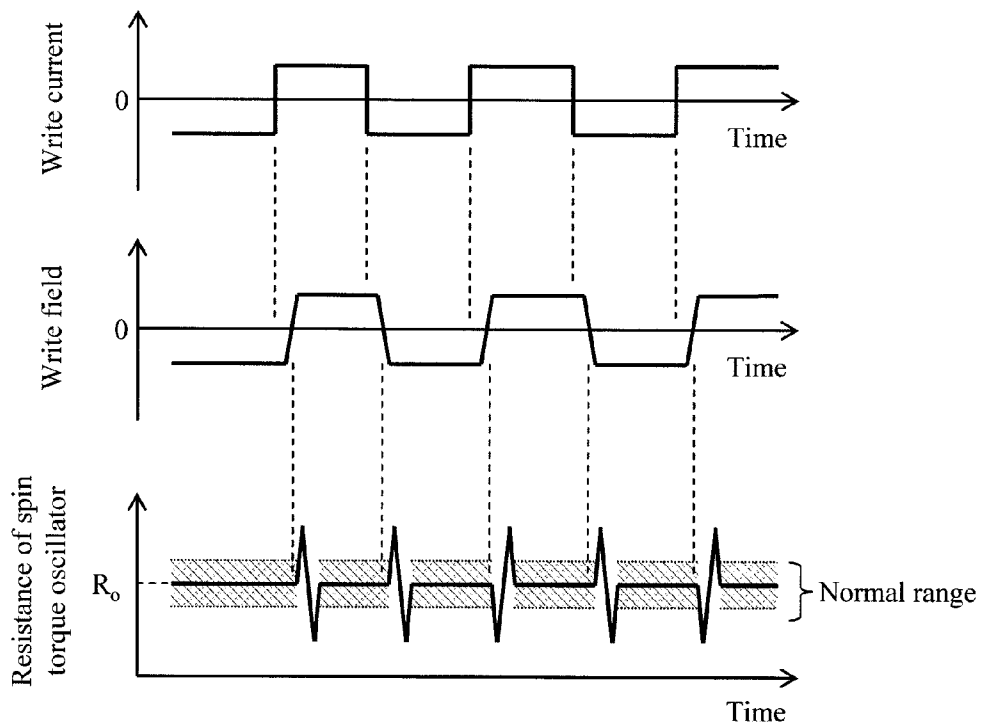 Write current
0
Time
Write field
0
Time
Resistance of spin
torque oscillator
Rₒ
Normal range
Time